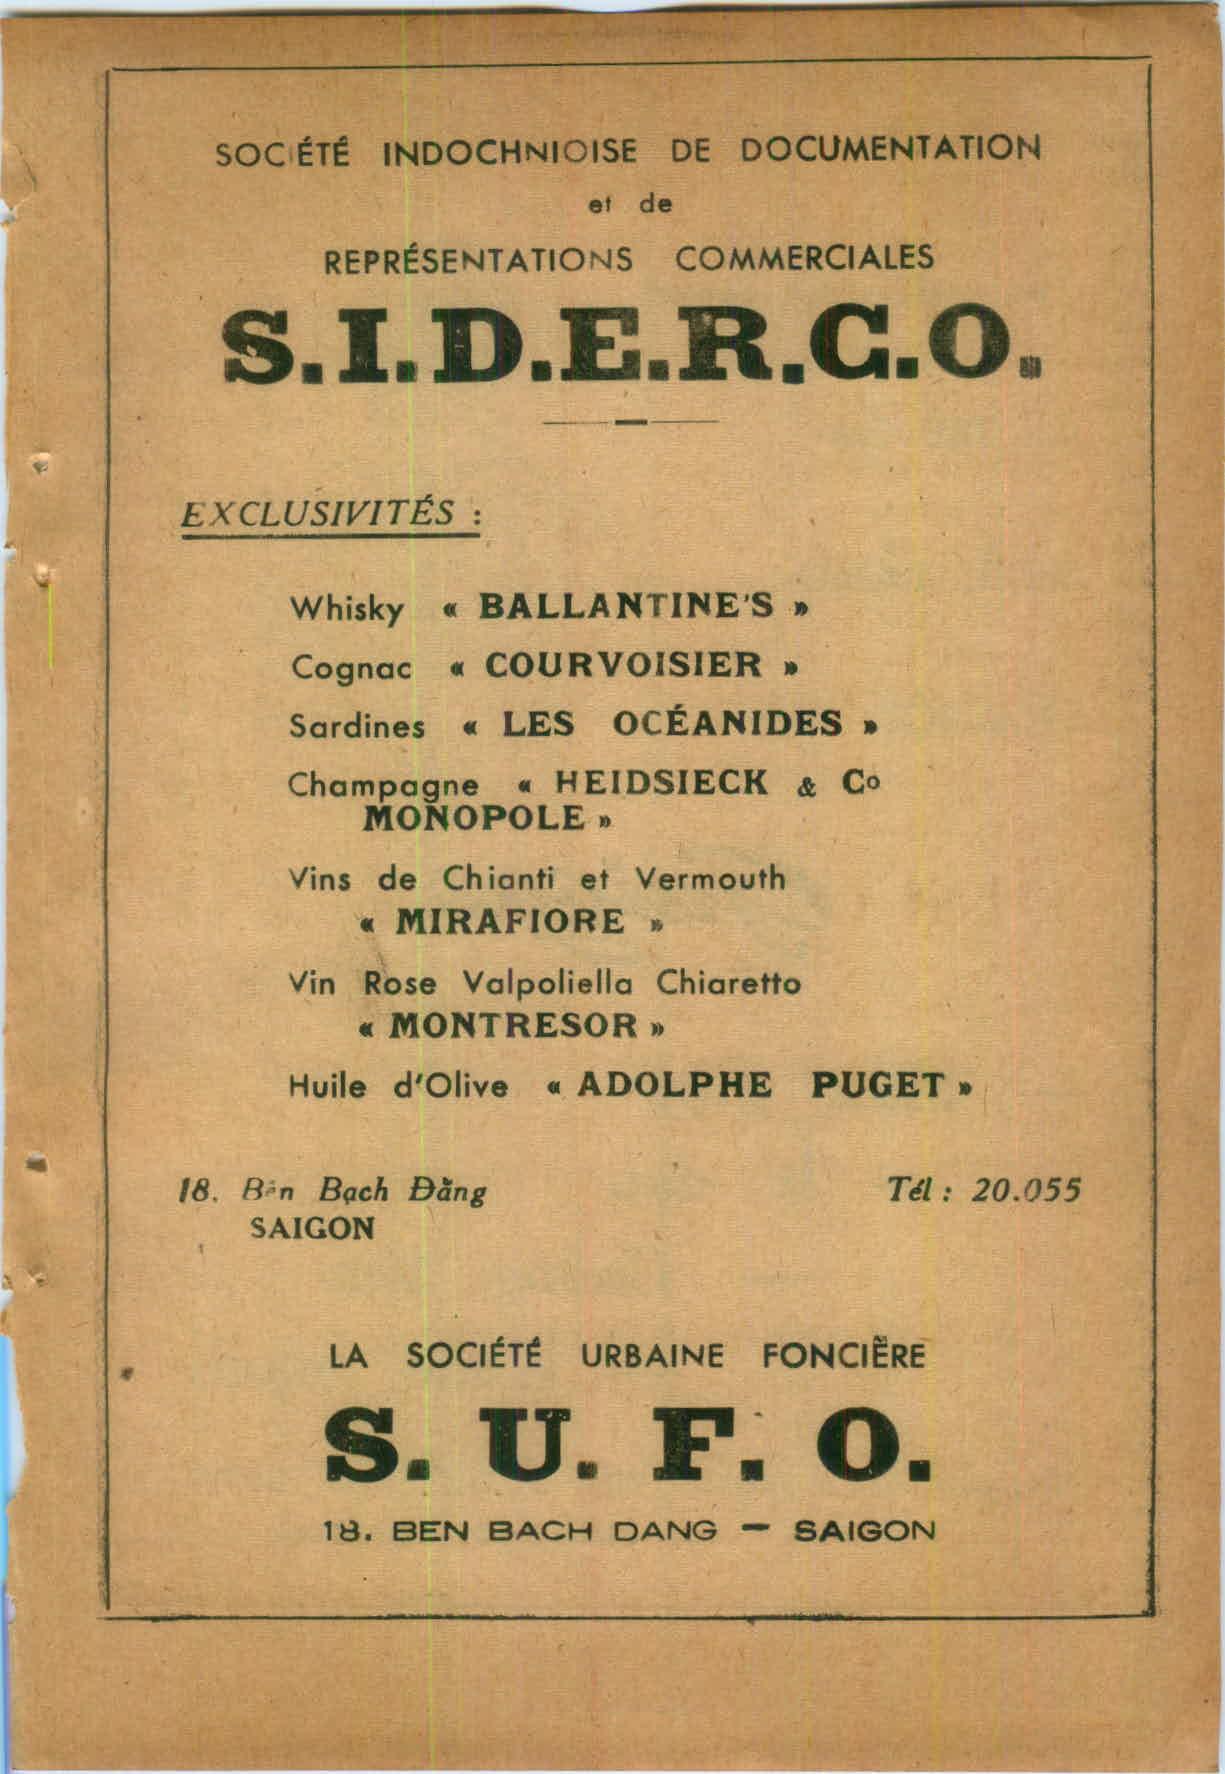 SOCIÉTÉ INDOCHNIOISE DE DOCUMENTATION
et de
REPRÉSENTATIONS COMMERCIALES
S.I.D.E.R.C.O.
EXCLUSIVITÉS :
Whisky « BALLANTINE'S »
Cognac « COURVOISIER »
Sardines « LES OCÉANIDES »
Champagne « HEIDSIECK & Co
MONOPOLE »
Vins de Chianti et Vermouth
« MIRAFIORE »
Vin Rose Valpoliella Chiaretto
« MONTRESOR »
Huile d'Olive « ADOLPHE PUGET »
18. Bên Bạch Đằng
Tél : 20.055
SAIGON
LA SOCIÉTÉ URBAINE FONCIÈRE
S. U. F. O.
18. BEN BACH DANG — SAIGON